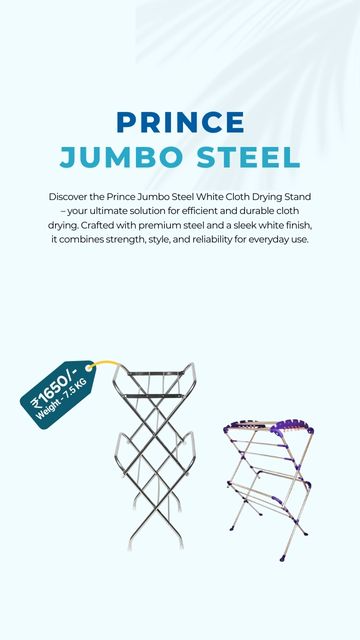 PRINCE
JUMBO STEEL
Discover the Prince Jumbo Steel White Cloth Drying Stand
– your ultimate solution for efficient and durable cloth
drying. Crafted with premium steel and a sleek white finish,
it combines strength, style, and reliability for everyday use.
₹1650/-
Weight - 7.5 KG